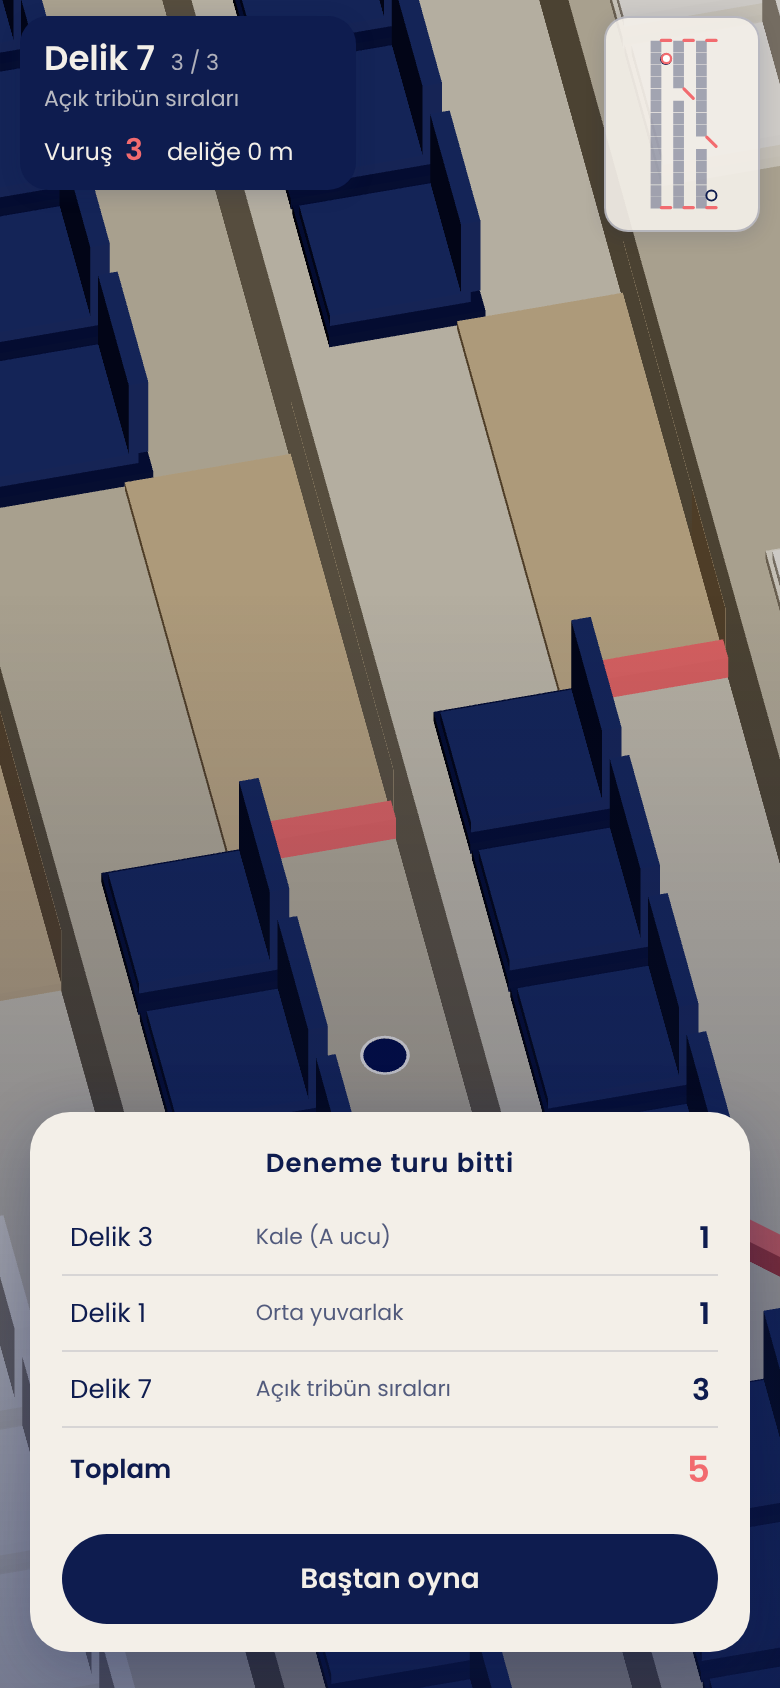 Delik 7 3 / 3
Açık tribün sıraları
Vuruş 3 deliğe 0 m
Deneme turu bitti
Delik 3 Kale (A ucu) 1
Delik 1 Orta yuvarlak 1
Delik 7 Açık tribün sıraları 3
Toplam 5
Baştan oyna